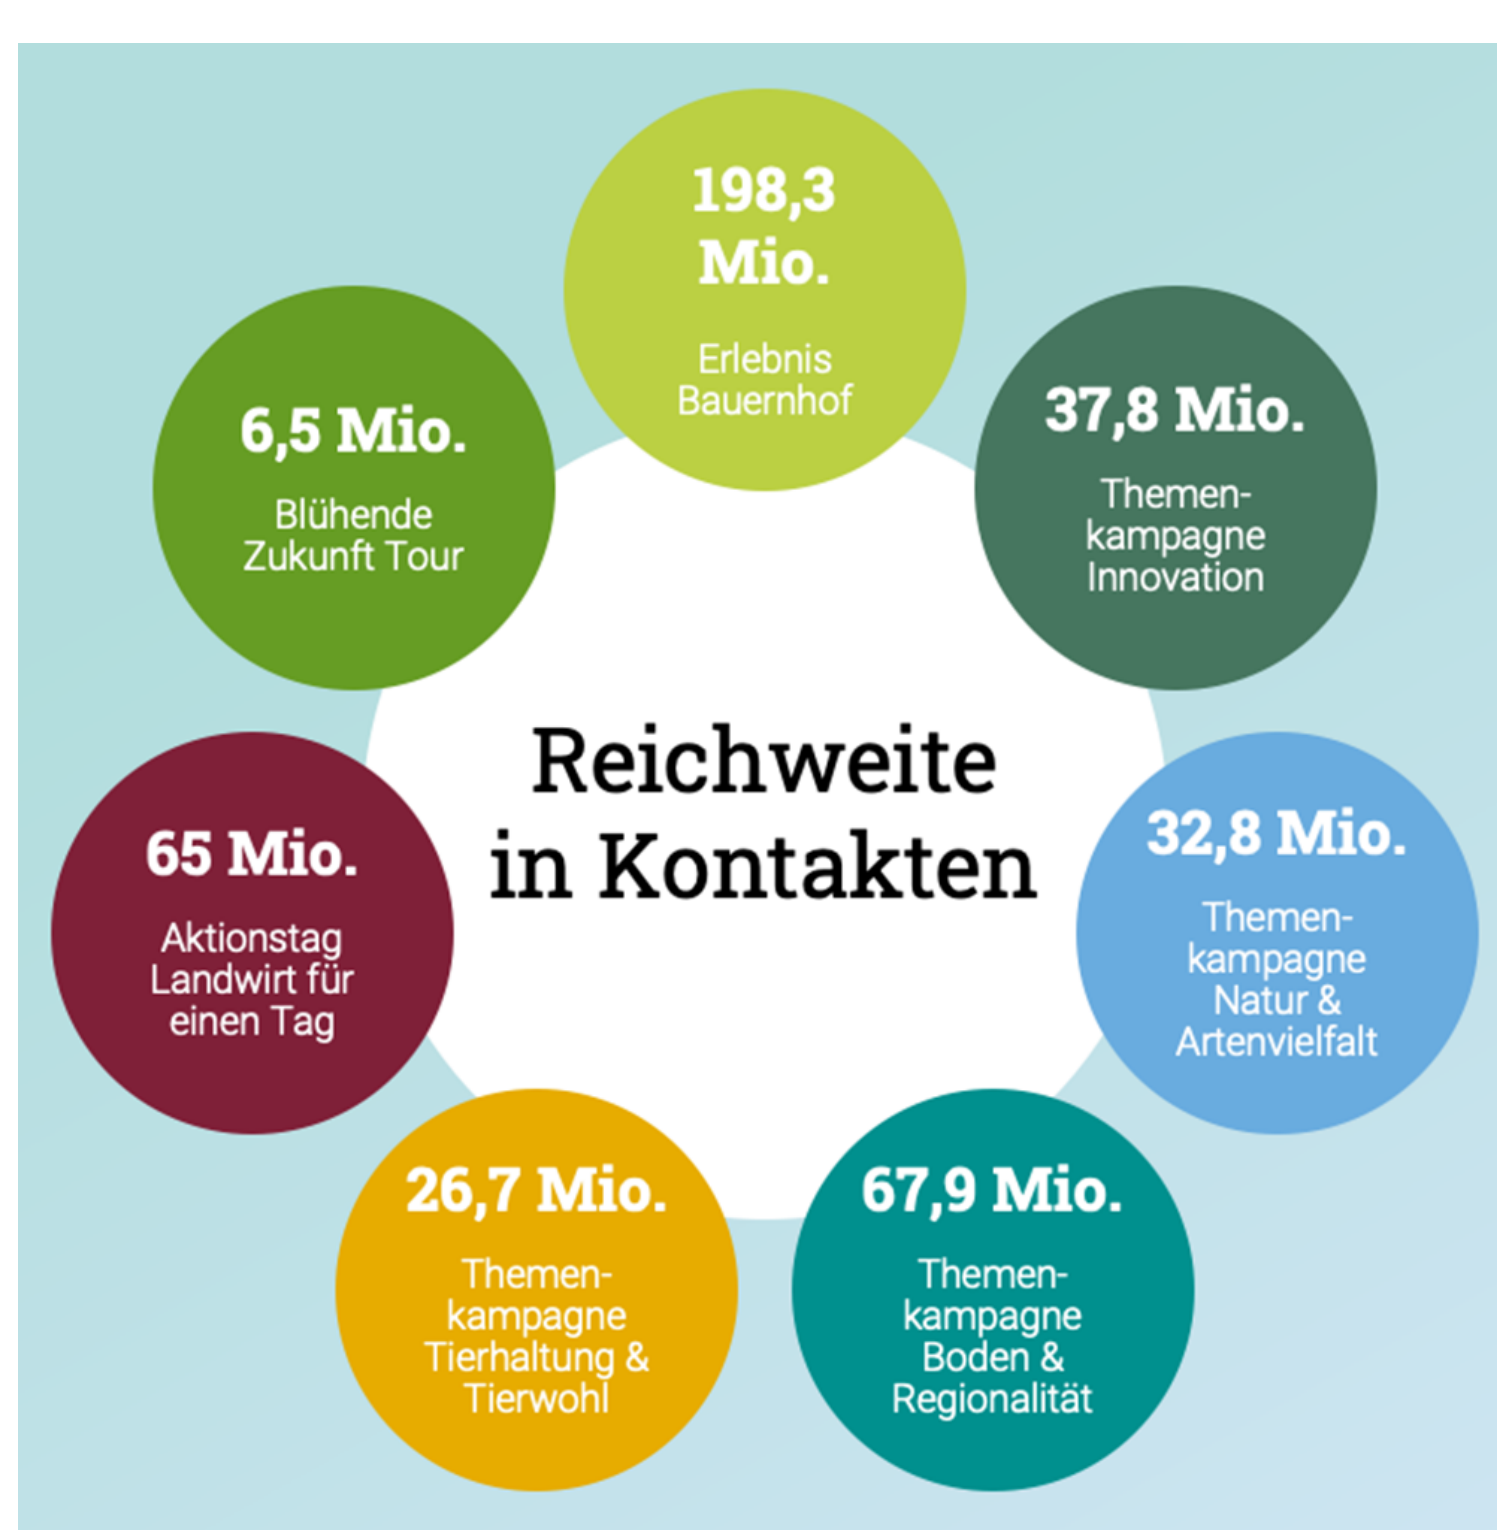 198,3
Mio.
Erlebnis
Bauernhof
37,8 Mio.
Themen-
kampagne
Innovation
32,8 Mio.
Themen-
kampagne
Natur &
Artenvielfalt
67,9 Mio.
Themen-
kampagne
Boden &
Regionalität
26,7 Mio.
Themen-
kampagne
Tierhaltung &
Tierwohl
65 Mio.
Aktionstag
Landwirt für
einen Tag
6,5 Mio.
Blühende
Zukunft Tour
Reichweite
in Kontakten